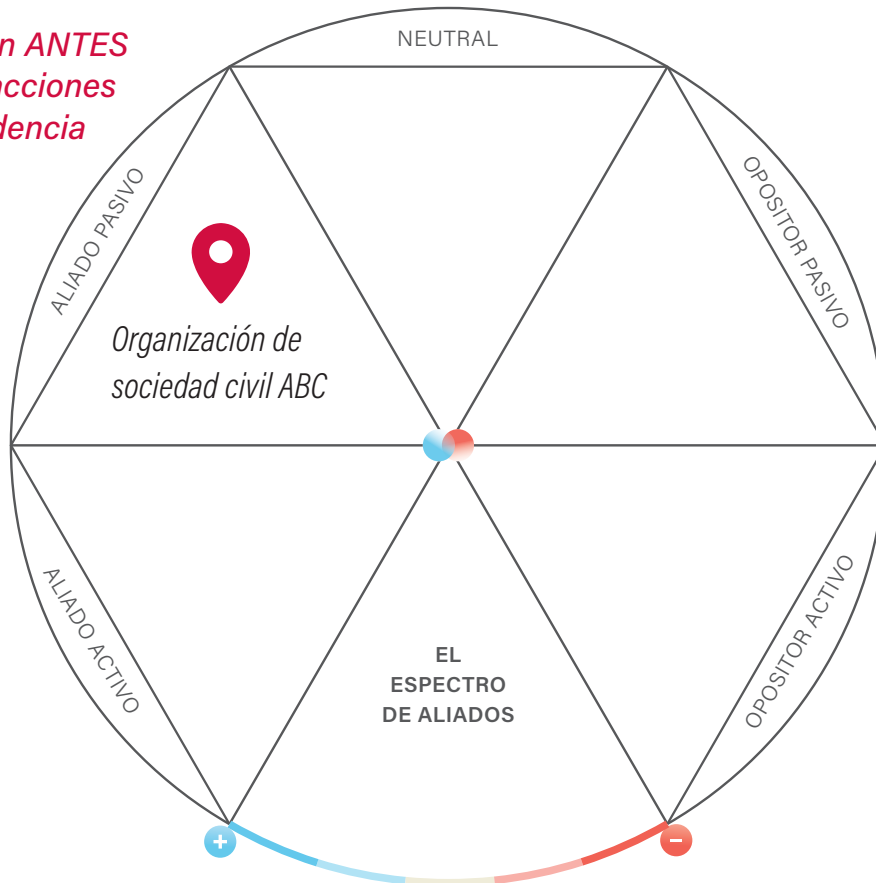 n ANTES
acciones
dencia
NEUTRAL
ALIADO PASIVO
OPOSITOR PASIVO
Organización de
sociedad civil ABC
ALIADO ACTIVO
OPOSITOR ACTIVO
EL
ESPECTRO
DE ALIADOS
+
−